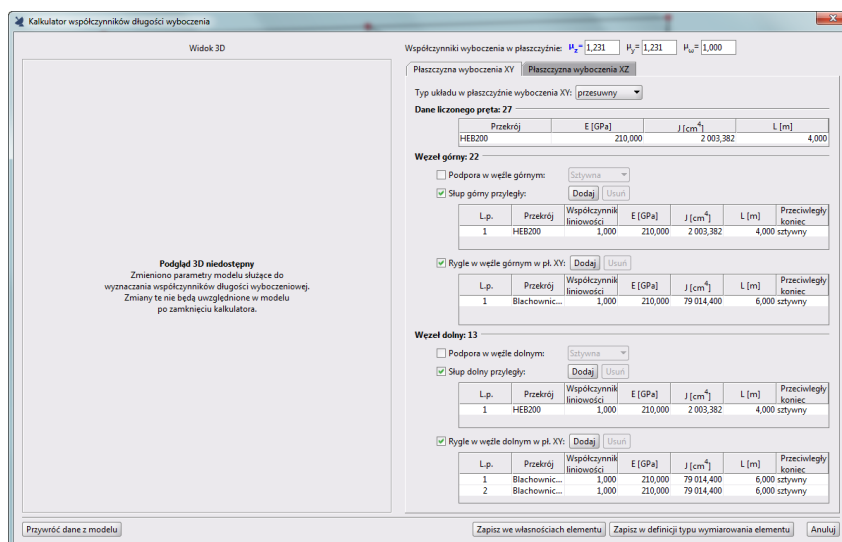 Kalkulator współczynników długości wyboczenia
Widok 3D
Współczynniki wyboczenia w płaszczyźnie: μz= 1,231 μy= 1,231 μω= 1,000
Płaszczyzna wyboczenia XY Płaszczyzna wyboczenia XZ
Typ układu w płaszczyźnie wyboczenia XY: przesuwny
Dane liczonego pręta: 27
Przekrój E [GPa] J [cm^4] L [m]
HEB200 210,000 2 003,382 4,000
Węzeł górny: 22
Podpora w węźle górnym: Sztywna
Słup górny przyległy: Dodaj Usuń
L.p. Przekrój Współczynnik liniowości E [GPa] J [cm^4] L [m] Przeciwległy koniec
1 HEB200 1,000 210,000 2 003,382 4,000 sztywny
Rygle w węźle górnym w pł. XY: Dodaj Usuń
L.p. Przekrój Współczynnik liniowości E [GPa] J [cm^4] L [m] Przeciwległy koniec
1 Blachownic... 1,000 210,000 79 014,400 6,000 sztywny
Podgląd 3D niedostępny
Zmieniono parametry modelu służące do
wyznaczania współczynników długości wyboczeniowej.
Zmiany te nie będą uwzględnione w modelu
po zamknięciu kalkulatora.
Węzeł dolny: 13
Podpora w węźle dolnym: Sztywna
Słup dolny przyległy: Dodaj Usuń
L.p. Przekrój Współczynnik liniowości E [GPa] J [cm^4] L [m] Przeciwległy koniec
1 HEB200 1,000 210,000 2 003,382 4,000 sztywny
Rygle w węźle dolnym w pł. XY: Dodaj Usuń
L.p. Przekrój Współczynnik liniowości E [GPa] J [cm^4] L [m] Przeciwległy koniec
1 Blachownic... 1,000 210,000 79 014,400 6,000 sztywny
2 Blachownic... 1,000 210,000 79 014,400 6,000 sztywny
Przywróć dane z modelu Zapisz we własnościach elementu Zapisz w definicji typu wymiarowania elementu Anuluj